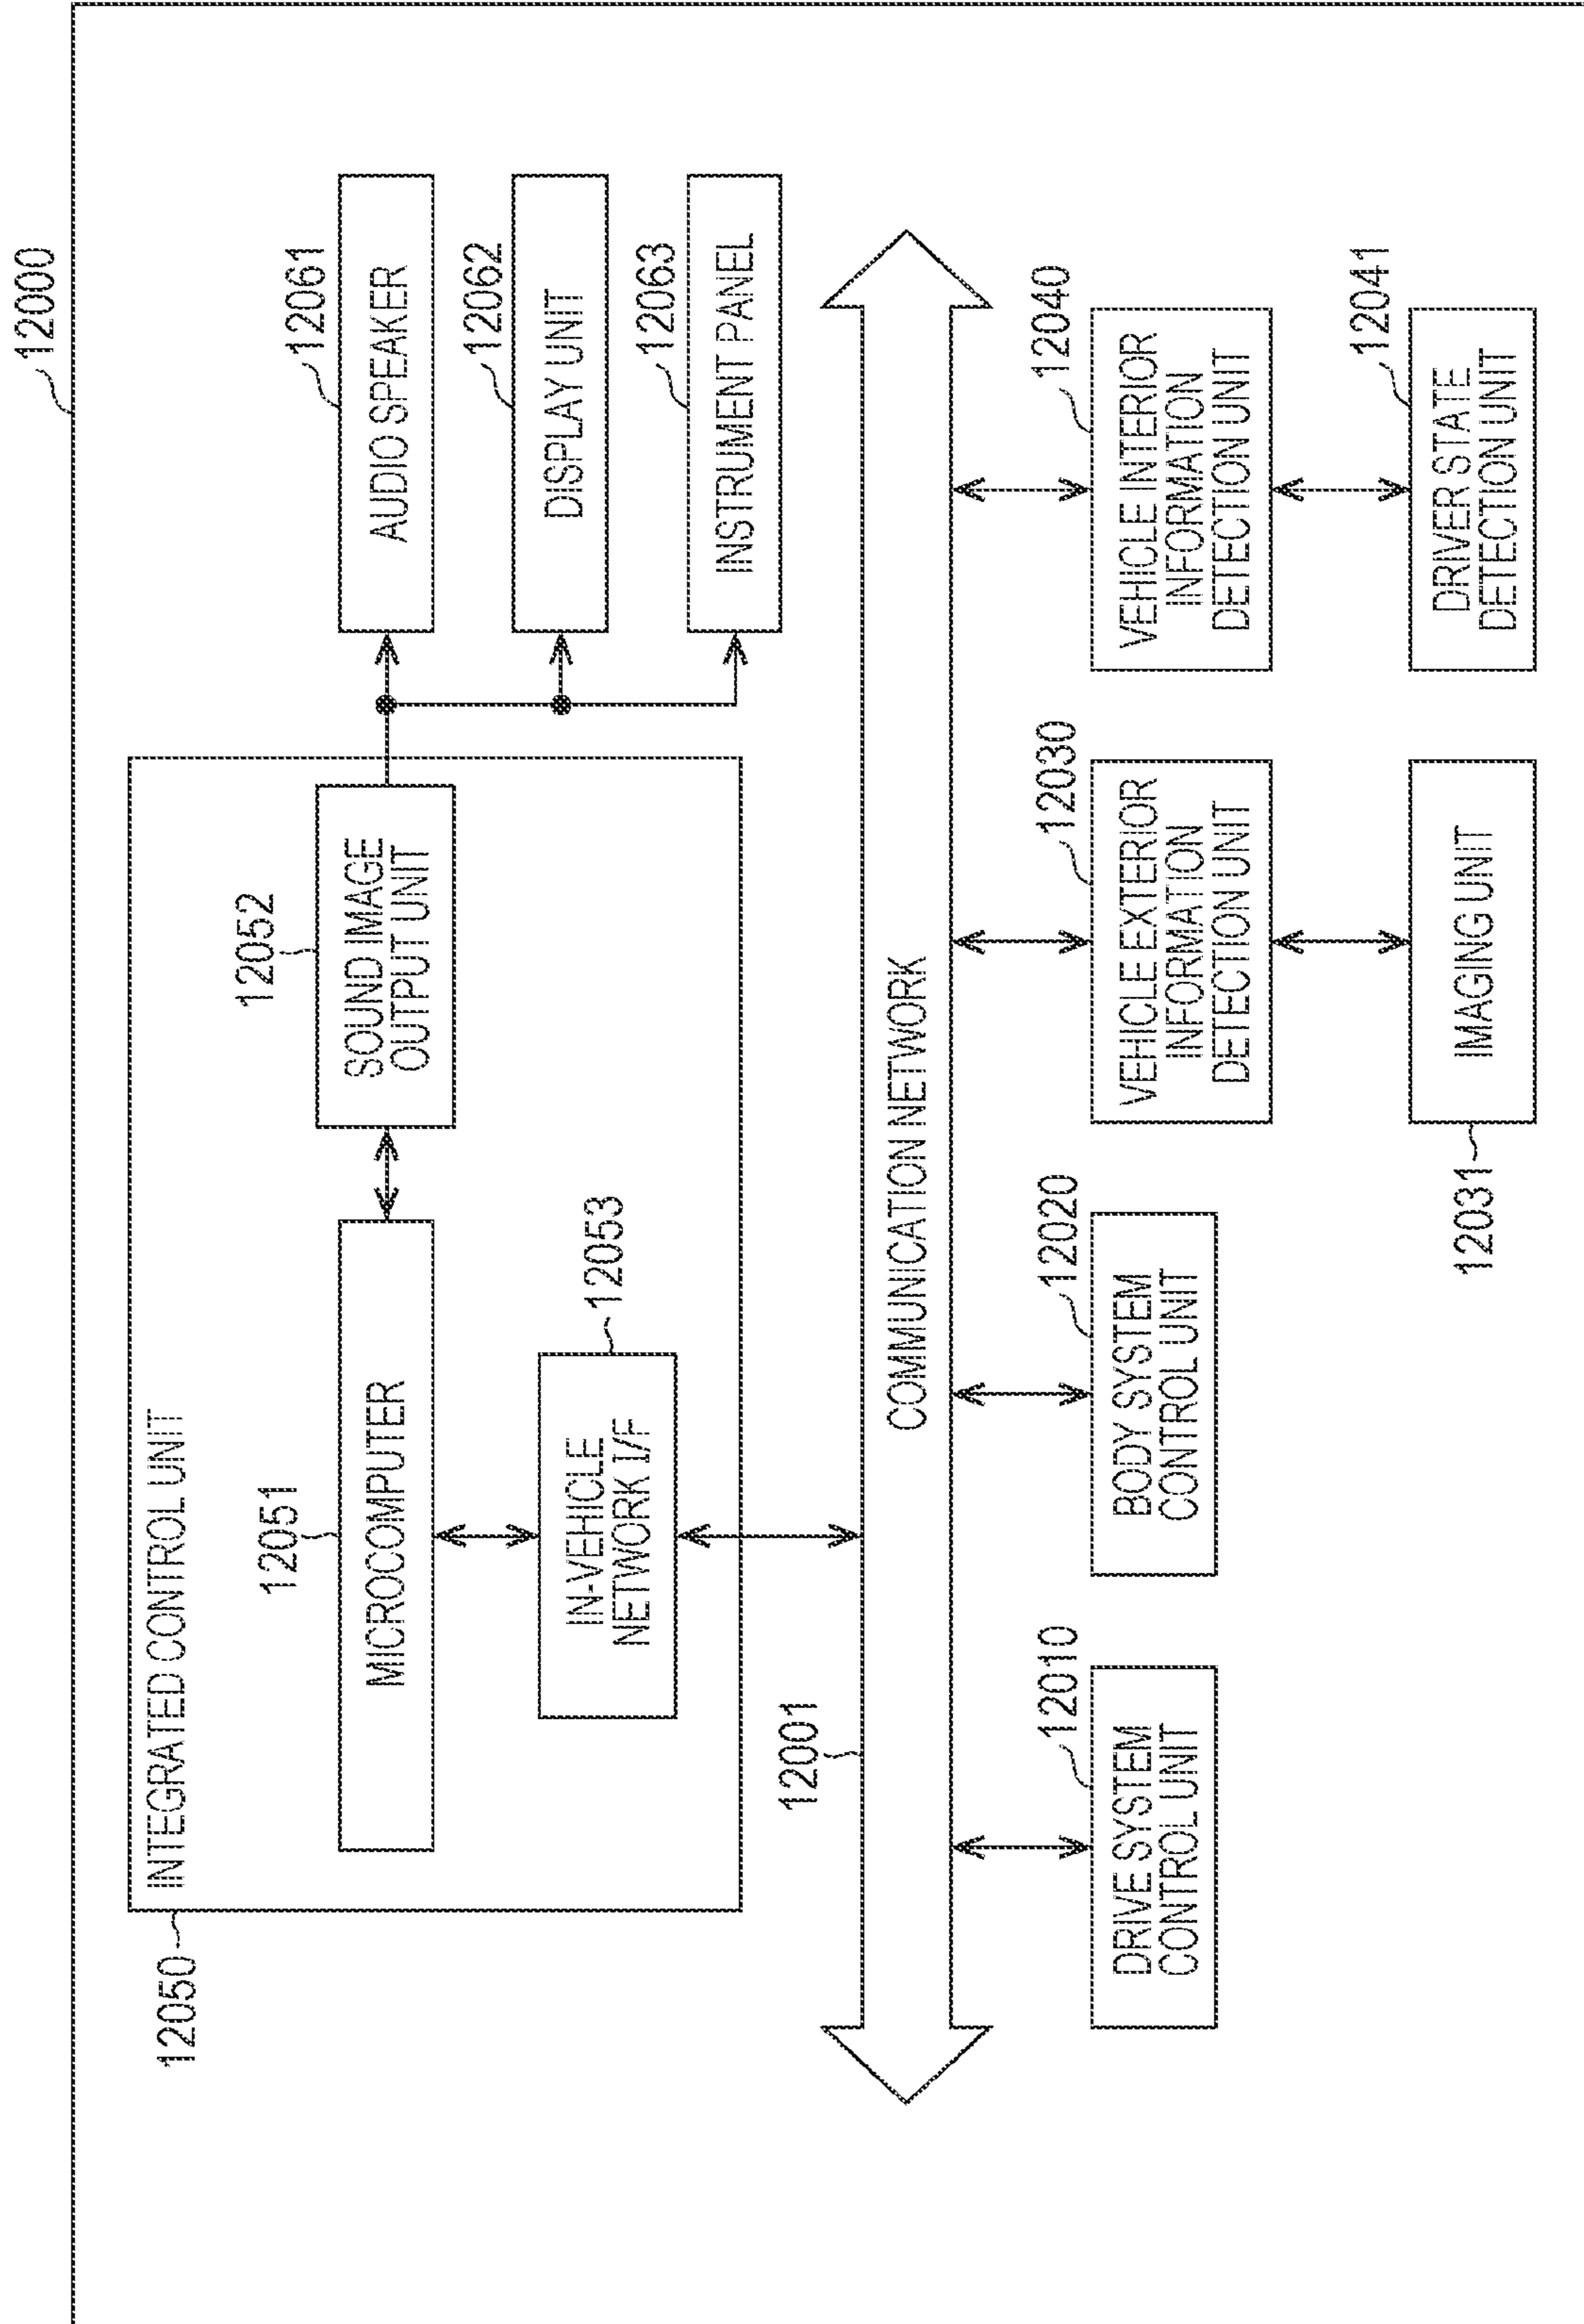 12000
12050
INTEGRATED CONTROL UNIT
12051
MICROCOMPUTER
12052
SOUND IMAGE
OUTPUT UNIT
12053
IN-VEHICLE
NETWORK I/F
12061
AUDIO SPEAKER
12062
DISPLAY UNIT
12063
INSTRUMENT PANEL
12001
COMMUNICATION NETWORK
12010
DRIVE SYSTEM
CONTROL UNIT
12020
BODY SYSTEM
CONTROL UNIT
12030
VEHICLE EXTERIOR
INFORMATION
DETECTION UNIT
12040
VEHICLE INTERIOR
INFORMATION
DETECTION UNIT
12031
IMAGING UNIT
12041
DRIVER STATE
DETECTION UNIT